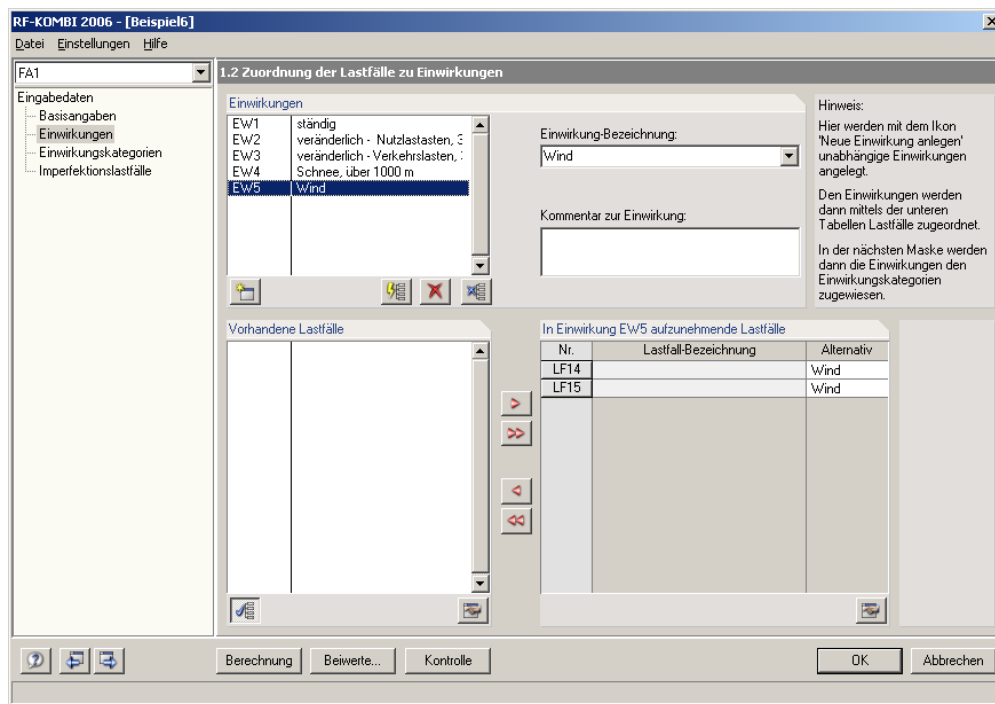 RF-KOMBI 2006 - [Beispiel6]
Datei Einstellungen Hilfe
FA1
1.2 Zuordnung der Lastfälle zu Einwirkungen
Eingabedaten
Basisangaben
Einwirkungen
Einwirkungskategorien
Imperfektionslastfälle
Einwirkungen
EW1 ständig
EW2 veränderlich - Nutzlastasten, 3
EW3 veränderlich - Verkehrslasten,
EW4 Schnee, über 1000 m
EW5 Wind
Einwirkung-Bezeichnung:
Wind
Kommentar zur Einwirkung:
Hinweis:
Hier werden mit dem Ikon
'Neue Einwirkung anlegen'
unabhängige Einwirkungen
angelegt.
Den Einwirkungen werden
dann mittels der unteren
Tabellen Lastfälle zugeordnet.
In der nächsten Maske werden
dann die Einwirkungen den
Einwirkungskategorien
zugewiesen.
Vorhandene Lastfälle
In Einwirkung EW5 aufzunehmende Lastfälle
Nr. Lastfall-Bezeichnung Alternativ
LF14 Wind
LF15 Wind
Berechnung Beiwerte... Kontrolle OK Abbrechen